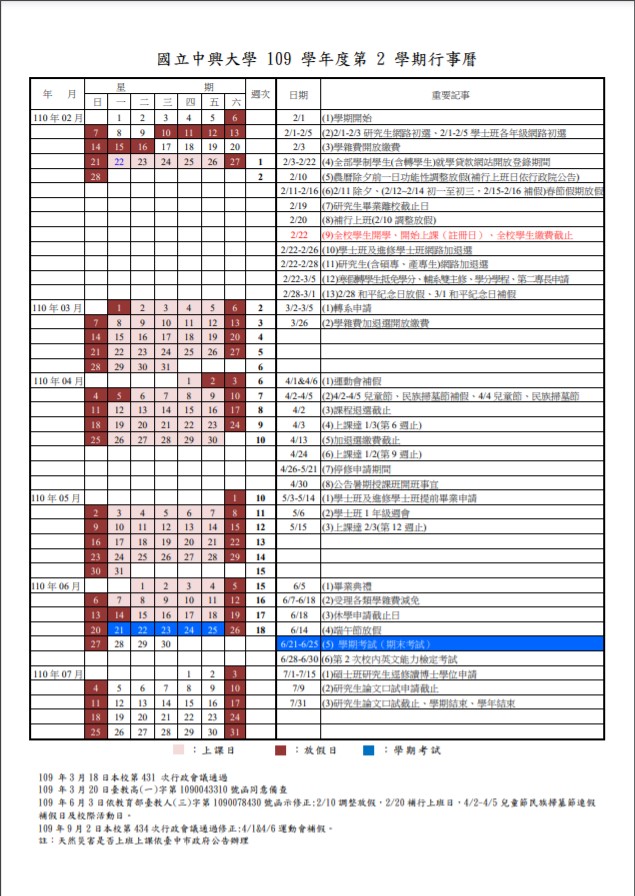 國立中興大學 109 學年度第 2 學期行事曆
年 月 星 期 週次 日期 重要記事
日 一 二 三 四 五 六
110 年 02 月 1 2 3 4 5 6 2/1 (1)學期開始
7 8 9 10 11 12 13 2/1-2/5 (2)2/1-2/3 研究生網路初選、2/1-2/5 學士班各年級網路初選
14 15 16 17 18 19 20 2/3 (3)學雜費開放繳費
21 22 23 24 25 26 27 1 2/3-2/22 (4)全部學制學生(含轉學生)就學貸款網站開放登錄期間
28 2 2/10 (5)農曆除夕前一日功能性調整放假(補行上班日依行政院公告)
2/11-2/16 (6)2/11 除夕、(2/12~2/14 初一至初三、2/15-2/16 補假)春節假期放假
2/19 (7)研究生畢業離校截止日
2/20 (8)補行上班(2/10 調整放假)
2/22 (9)全校學生開學、開始上課（註冊日）、全校學生繳費截止
2/22-2/26 (10)學士班及進修學士班網路加退選
2/22-2/28 (11)研究生(含碩專、產專生)網路加退選
2/22-3/5 (12)寒假轉學生抵免學分、輔系雙主修、學分學程、第二專長申請
2/28-3/1 (13)2/28 和平紀念日放假、3/1 和平紀念日補假
110 年 03 月 1 2 3 4 5 6 2 3/2-3/5 (1)轉系申請
7 8 9 10 11 12 13 3 3/26 (2)學雜費加退選開放繳費
14 15 16 17 18 19 20 4
21 22 23 24 25 26 27 5
28 29 30 31 6
110 年 04 月 1 2 3 6 4/1&4/6 (1)運動會補假
4 5 6 7 8 9 10 7 4/2-4/5 (2)4/2-4/5 兒童節、民族掃墓節補假、4/4 兒童節、民族掃墓節
11 12 13 14 15 16 17 8 4/2 (3)課程退選截止
18 19 20 21 22 23 24 9 4/3 (4)上課達 1/3(第 6 週止)
25 26 27 28 29 30 10 4/13 (5)加退選繳費截止
4/24 (6)上課達 1/2(第 9 週止)
4/26-5/21 (7)停修申請期間
4/30 (8)公告暑期授課班開班事宜
110 年 05 月 1 10 5/3-5/14 (1)學士班及進修學士班提前畢業申請
2 3 4 5 6 7 8 11 5/6 (2)學士班 1 年級週會
9 10 11 12 13 14 15 12 5/15 (3)上課達 2/3(第 12 週止)
16 17 18 19 20 21 22 13
23 24 25 26 27 28 29 14
30 31 15
110 年 06 月 1 2 3 4 5 15 6/5 (1)畢業典禮
6 7 8 9 10 11 12 16 6/7-6/18 (2)受理各類學雜費減免
13 14 15 16 17 18 19 17 6/18 (3)休學申請截止日
20 21 22 23 24 25 26 18 6/14 (4)端午節放假
27 28 29 30 6/21-6/25 (5) 學期考試（期末考試）
6/28-6/30 (6)第 2 次校內英文能力檢定考試
110 年 07 月 1 2 3 7/1-7/15 (1)碩士班研究生逕修讀博士學位申請
4 5 6 7 8 9 10 7/9 (2)研究生論文口試申請截止
11 12 13 14 15 16 17 7/31 (3)研究生論文口試截止、學期結束、學年結束
18 19 20 21 22 23 24
25 26 27 28 29 30 31
：上課日 ：放假日 ：學期考試
109 年 3 月 18 日本校第 431 次行政會議通過
109 年 3 月 20 日臺教高(一)字第 1090043310 號函同意備查
109 年 6 月 3 日依教育部臺教人(三)字第 1090078430 號函示修正:2/10 調整放假，2/20 補行上班日，4/2-4/5 兒童節民族掃墓節連假
補假日及校際活動日。
109 年 9 月 2 日本校第 434 次行政會議通過修正:4/1&4/6 運動會補假。
註：天然災害是否上班上課依臺中市政府公告辦理